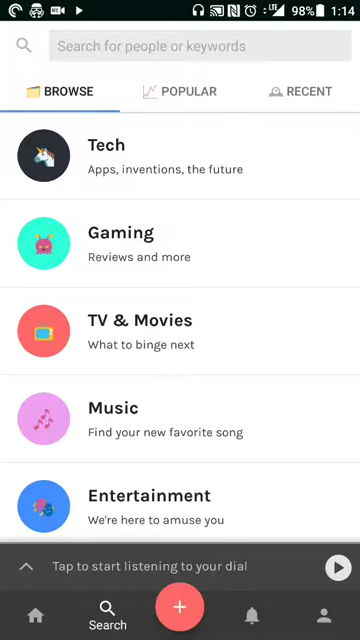 LTE 98% 1:14
Search for people or keywords
BROWSE POPULAR RECENT
Tech
Apps, inventions, the future
Gaming
Reviews and more
TV & Movies
What to binge next
Music
Find your new favorite song
Entertainment
We're here to amuse you
Tap to start listening to your dial
Search